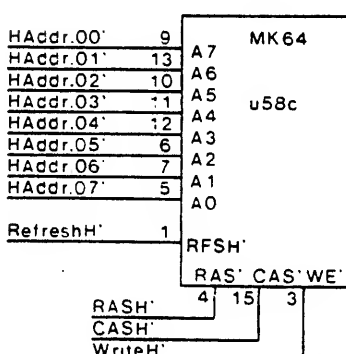 HAddr.00' 9 A7 MK64
HAddr.01' 13 A6
HAddr.02' 10 A5 u58c
HAddr.03' 11 A4
HAddr.04' 12 A3
HAddr.05' 6 A2
HAddr.06' 7 A1
HAddr.07' 5 A0
RefreshH' 1 RFSH'
RAS' CAS' WE'
4 15 3
RASH'
CASH'
WriteH'